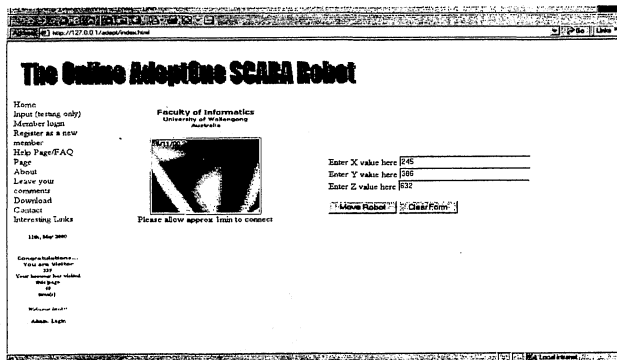 http://127.0.0.1/adept/index.html
Go
Links
The Online AdeptOne SCARA Robot
Home
Input (testing only)
Member login
Register as a new
member
Help Page/FAQ
Page
About
Leave your
comments
Download
Contact
Interesting Links
11th, May 2000
Congratulations...
You are Visitor
Your browser has visited
this page
time(s)
Admin. Login
Faculty of Informatics
University of Wollongong
Australia
Please allow approx 1min to connect
Enter X value here 245
Enter Y value here 386
Enter Z value here 632
Move Robot Clear Form
Local intranet